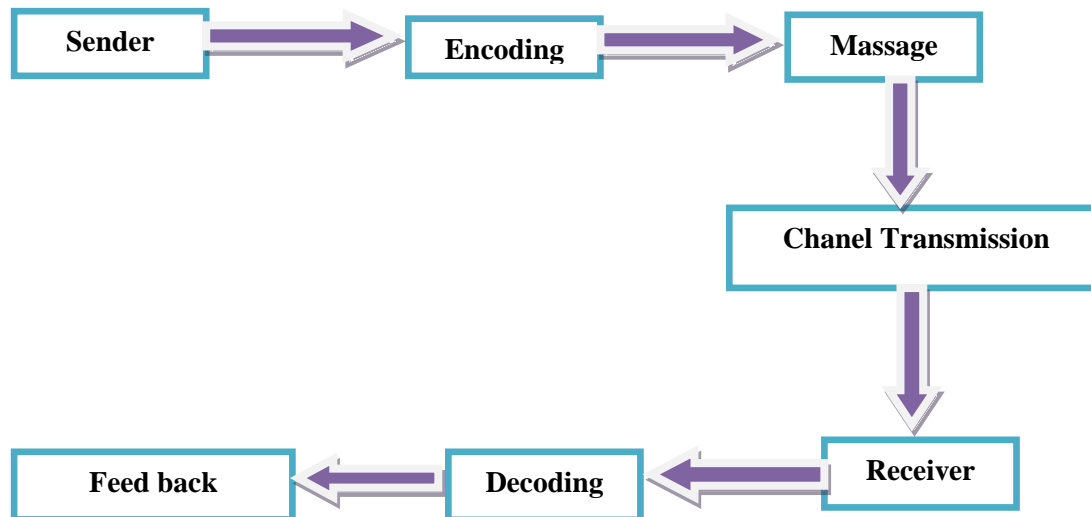 Sender
Encoding
Massage
Chanel Transmission
Receiver
Decoding
Feed back